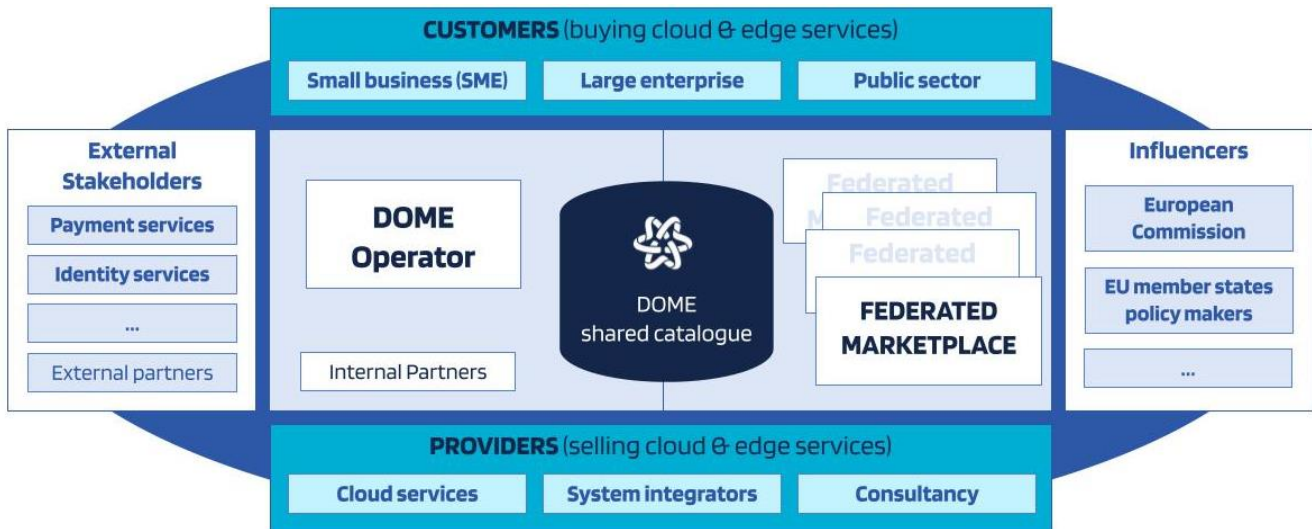 CUSTOMERS (buying cloud & edge services)
Small business (SME)
Large enterprise
Public sector
External
Stakeholders
Payment services
Identity services
...
External partners
DOME
Operator
Internal Partners
DOME
shared catalogue
Federated
M
Federated
Federated
FEDERATED
MARKETPLACE
Influencers
European
Commission
EU member states
policy makers
...
PROVIDERS (selling cloud & edge services)
Cloud services
System integrators
Consultancy